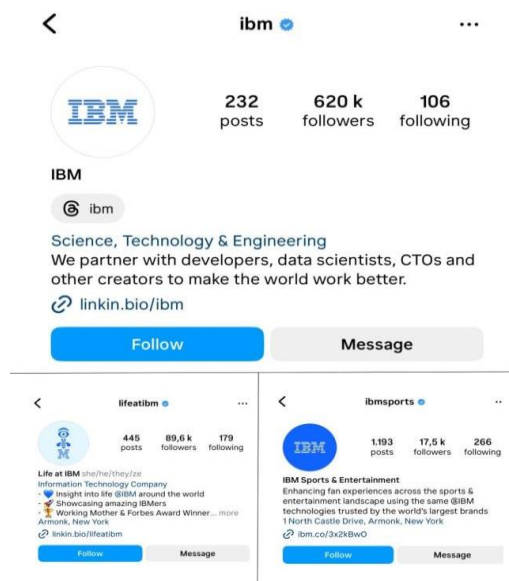 ibm
IBM
232 620 k 106
posts followers following
IBM
ibm
Science, Technology & Engineering
We partner with developers, data scientists, CTOs and
other creators to make the world work better.
linkin.bio/ibm
Follow Message
lifeatibm
M
445 89,6 k 179
posts followers following
Life at IBM she/he/they/ze
Information Technology Company
- 💙 Insight into life @IBM around the world
- 🚀 Showcasing amazing IBMers
- 🏆 Working Mother & Forbes Award Winner... more
Armonk, New York
linkin.bio/lifeatibm
Follow Message
ibmsports
IBM
1.193 17,5 k 266
posts followers following
IBM Sports & Entertainment
Enhancing fan experiences across the sports &
entertainment landscape using the same @IBM
technologies trusted by the world's largest brands
1 North Castle Drive, Armonk, New York
ibm.co/3x2kBwO
Follow Message